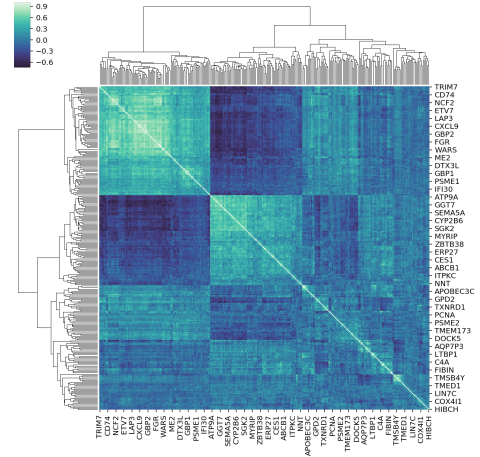 0.9
0.6
0.3
0.0
−0.3
−0.6
TRIM7
CD74
NCF2
ETV7
LAP3
CXCL9
GBP2
FGR
WARS
ME2
DTX3L
GBP1
PSME1
IFI30
ATP9A
GGT7
SEMA5A
CYP2B6
SGK2
MYRIP
ZBTB38
ERP27
CES1
ABCB1
ITPKC
NNT
APOBEC3C
GPD2
TXNRD1
PCNA
PSME2
TMEM173
DOCK5
AQP7P3
LTBP1
C4A
FIBIN
TMSB4Y
TMED1
LIN7C
COX4I1
HIBCH
TRIM7
CD74
NCF2
ETV7
LAP3
CXCL9
GBP2
FGR
WARS
ME2
DTX3L
GBP1
PSME1
IFI30
ATP9A
GGT7
SEMA5A
CYP2B6
SGK2
MYRIP
ZBTB38
ERP27
CES1
ABCB1
ITPKC
NNT
APOBEC3C
GPD2
TXNRD1
PCNA
PSME2
TMEM173
DOCK5
AQP7P3
LTBP1
C4A
FIBIN
TMSB4Y
TMED1
LIN7C
COX4I1
HIBCH